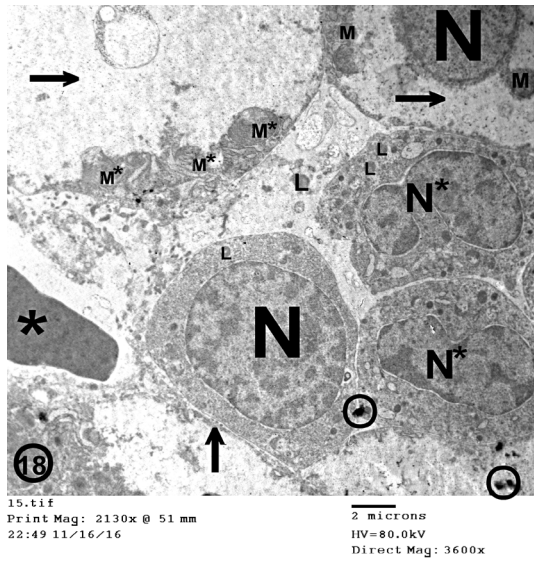 M
N
M
M*
M*
M*
L
L
L
N*
L
N
N*
*
18
15.tif
Print Mag: 2130x @ 51 mm
22:49 11/16/16
2 microns
HV=80.0kV
Direct Mag: 3600x